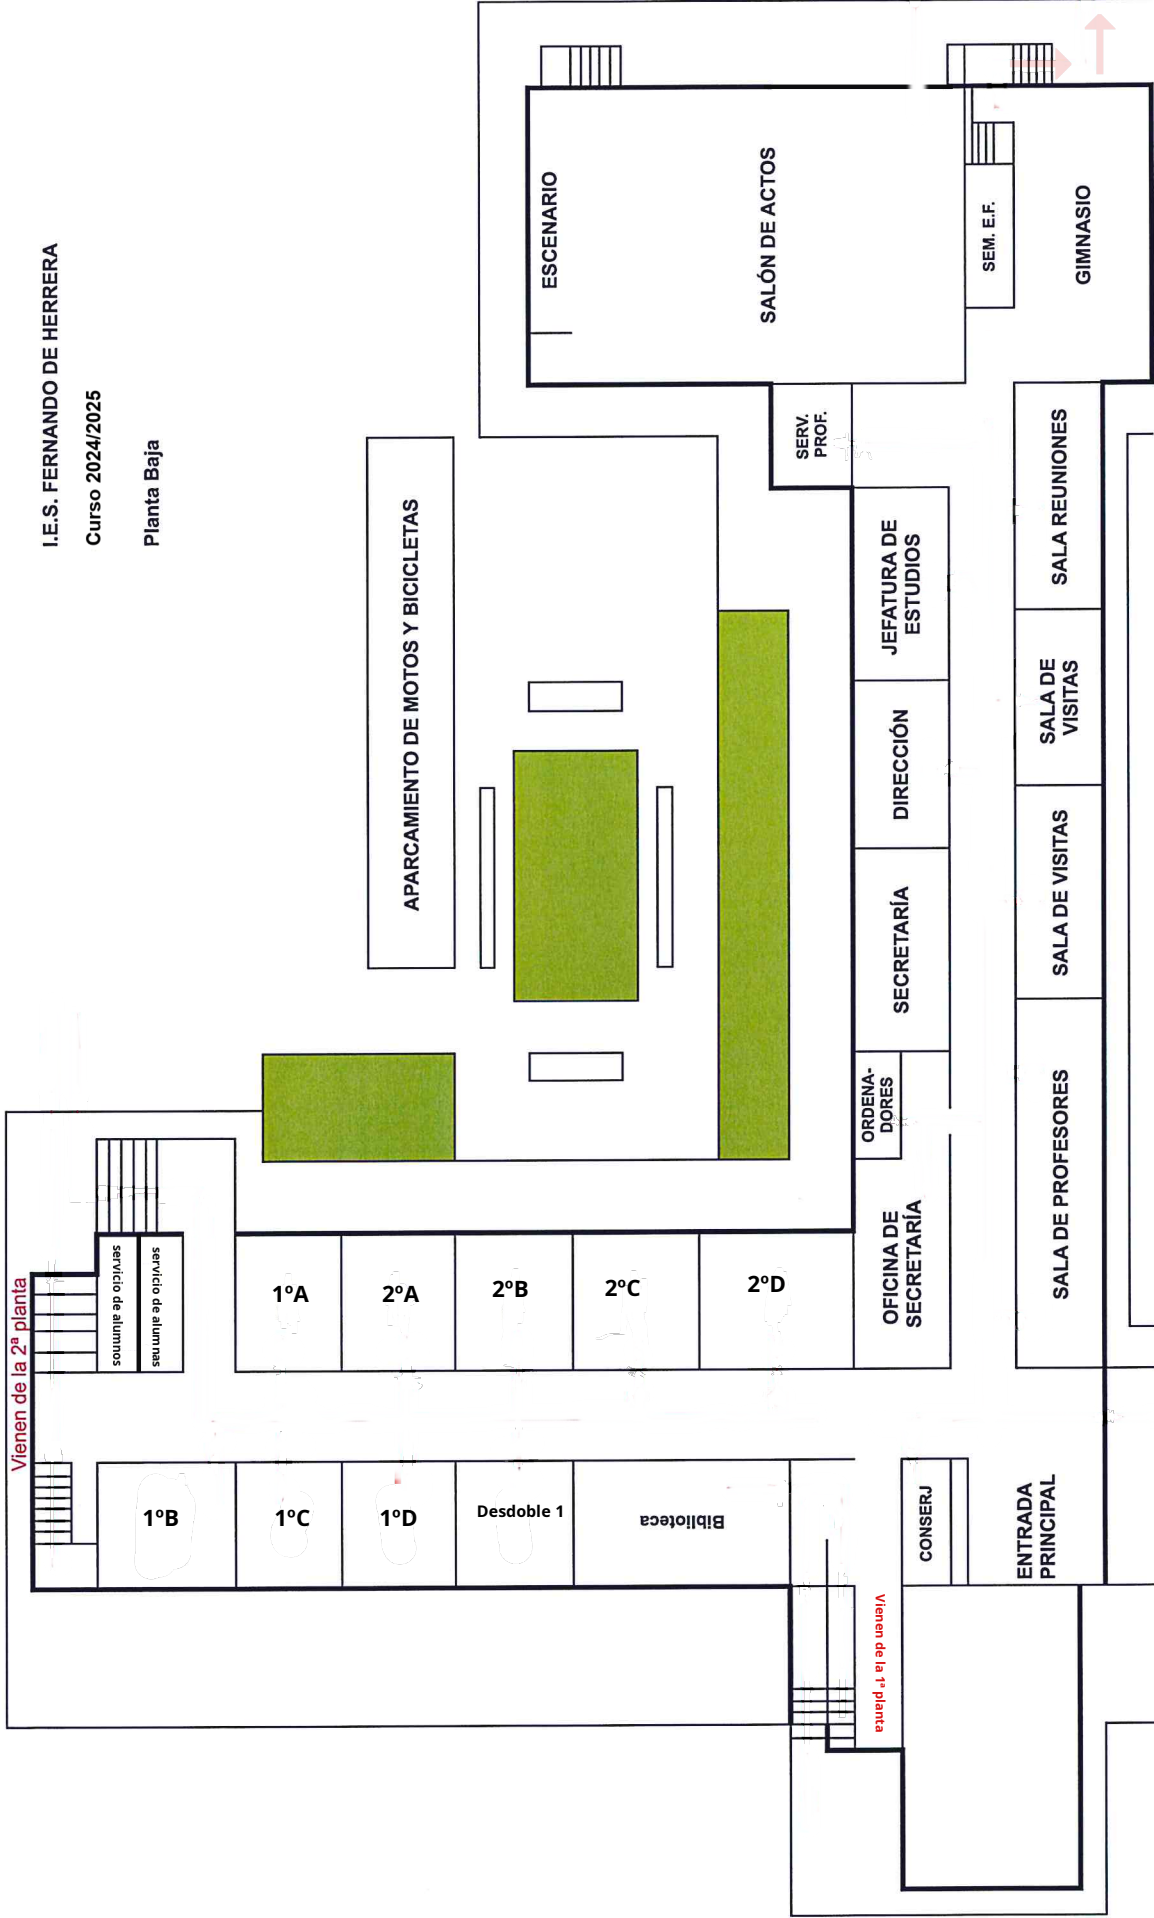 I.E.S. FERNANDO DE HERRERA
Curso 2024/2025
Planta Baja
ESCENARIO
SALÓN DE ACTOS
SEM. E.F.
GIMNASIO
SERV.
PROF.
APARCAMIENTO DE MOTOS Y BICICLETAS
JEFATURA DE
ESTUDIOS
SALA REUNIONES
DIRECCIÓN
SALA DE
VISITAS
SECRETARÍA
SALA DE VISITAS
ORDENA-
DORES
OFICINA DE
SECRETARÍA
SALA DE PROFESORES
Vienen de la 2ª planta
servicio de alumnos
servicio de alumnas
1ºA
2ºA
2ºB
2ºC
2ºD
1ºB
1ºC
1ºD
Desdoble 1
Biblioteca
CONSERJ
ENTRADA
PRINCIPAL
Vienen de la 1ª planta